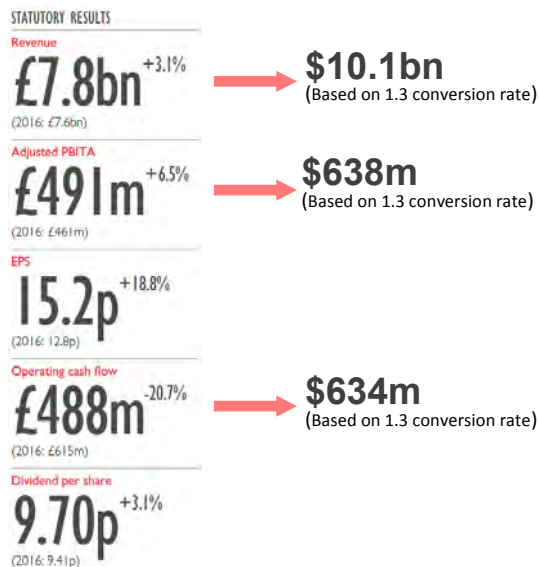 STATUTORY RESULTS
Revenue
£7.8bn +3.1%
(2016: £7.6bn)
$10.1bn
(Based on 1.3 conversion rate)
Adjusted PBITA
£491m +6.5%
(2016: £461m)
$638m
(Based on 1.3 conversion rate)
EPS
15.2p +18.8%
(2016: 12.8p)
Operating cash flow
£488m -20.7%
(2016: £615m)
$634m
(Based on 1.3 conversion rate)
Dividend per share
9.70p +3.1%
(2016: 9.41p)